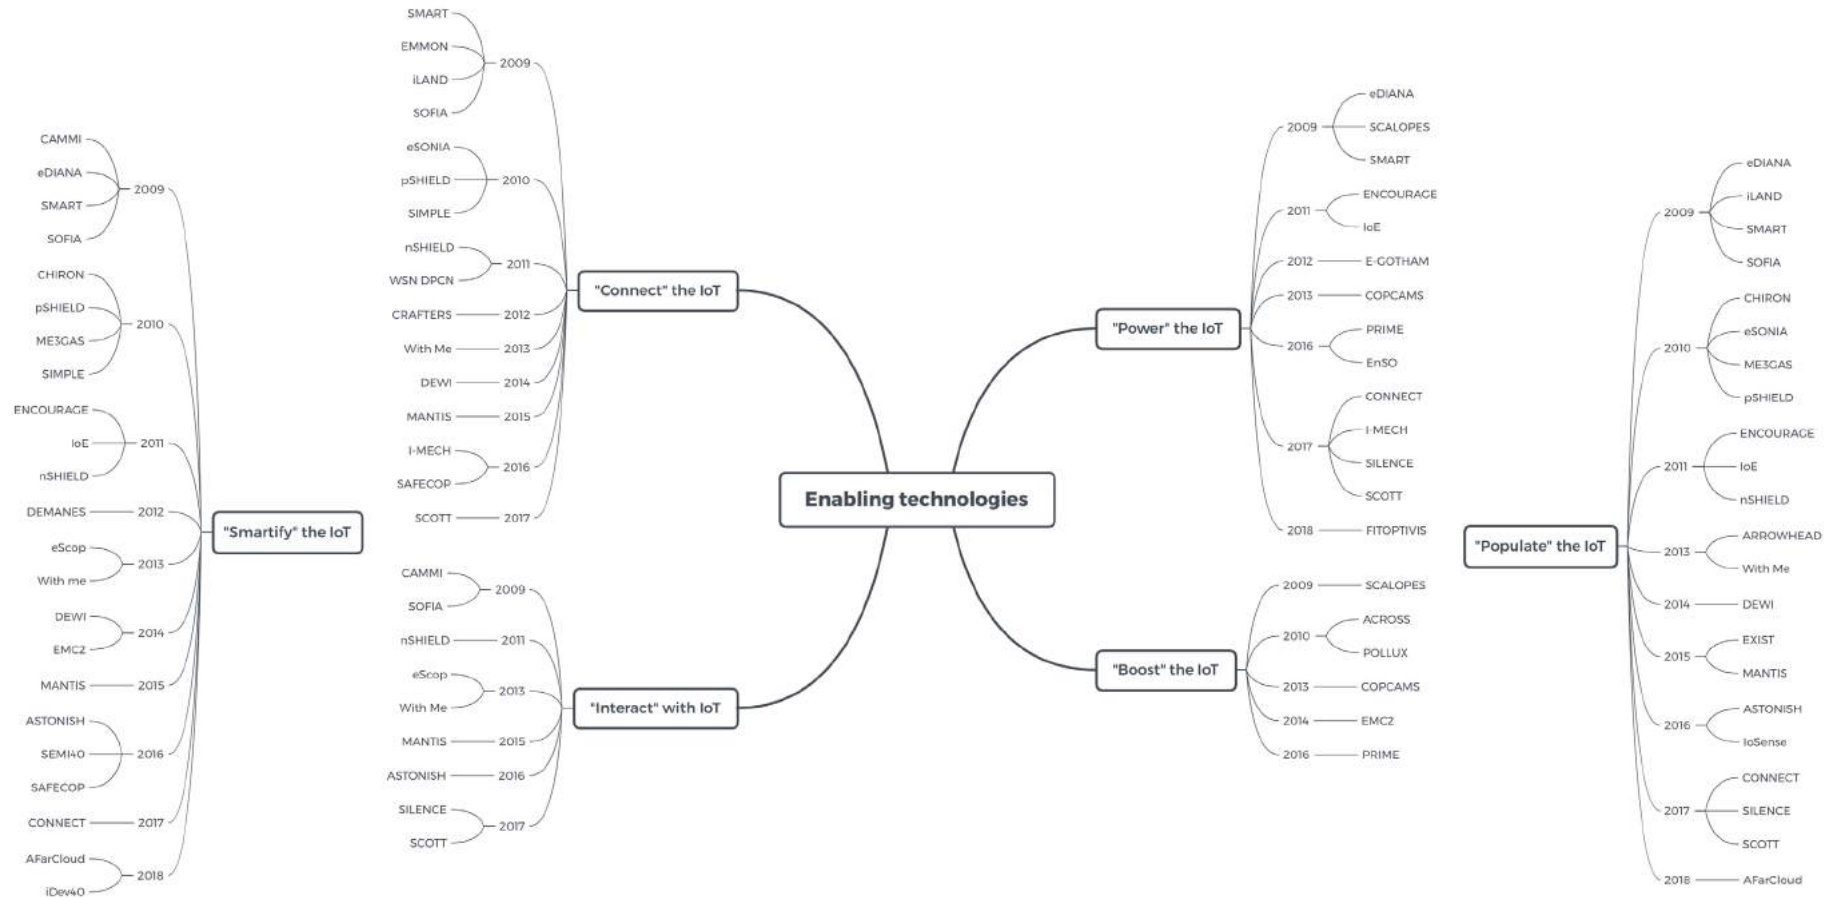 Enabling technologies
"Smartify" the IoT
2009
CAMMI
eDIANA
SMART
SOFIA
2010
CHIRON
pSHIELD
ME3GAS
SIMPLE
2011
ENCOURAGE
IoE
nSHIELD
2012
DEMANES
2013
eScop
With me
2014
DEWI
EMC2
2015
MANTIS
2016
ASTONISH
SEMI40
SAFECOP
2017
CONNECT
2018
AFarCloud
iDev40
"Connect" the IoT
2009
SMART
EMMON
iLAND
SOFIA
2010
eSONIA
pSHIELD
SIMPLE
2011
nSHIELD
WSN DPCN
2012
CRAFTERS
2013
With Me
2014
DEWI
2015
MANTIS
2016
I-MECH
SAFECOP
2017
SCOTT
"Interact" with IoT
2009
CAMMI
SOFIA
2011
nSHIELD
2013
eScop
With Me
2015
MANTIS
2016
ASTONISH
2017
SILENCE
SCOTT
"Power" the IoT
2009
eDIANA
SCALOPES
SMART
2011
ENCOURAGE
IoE
2012
E-GOTHAM
2013
COPCAMS
2016
PRIME
EnSO
2017
CONNECT
I-MECH
SILENCE
SCOTT
2018
FITOPTIVIS
"Boost" the IoT
2009
SCALOPES
2010
ACROSS
POLLUX
2013
COPCAMS
2014
EMC2
2016
PRIME
"Populate" the IoT
2009
eDIANA
iLAND
SMART
SOFIA
2010
CHIRON
eSONIA
ME3GAS
pSHIELD
2011
ENCOURAGE
IoE
nSHIELD
2013
ARROWHEAD
With Me
2014
DEWI
2015
EXIST
MANTIS
2016
ASTONISH
IoSense
2017
CONNECT
SILENCE
SCOTT
2018
AFarCloud